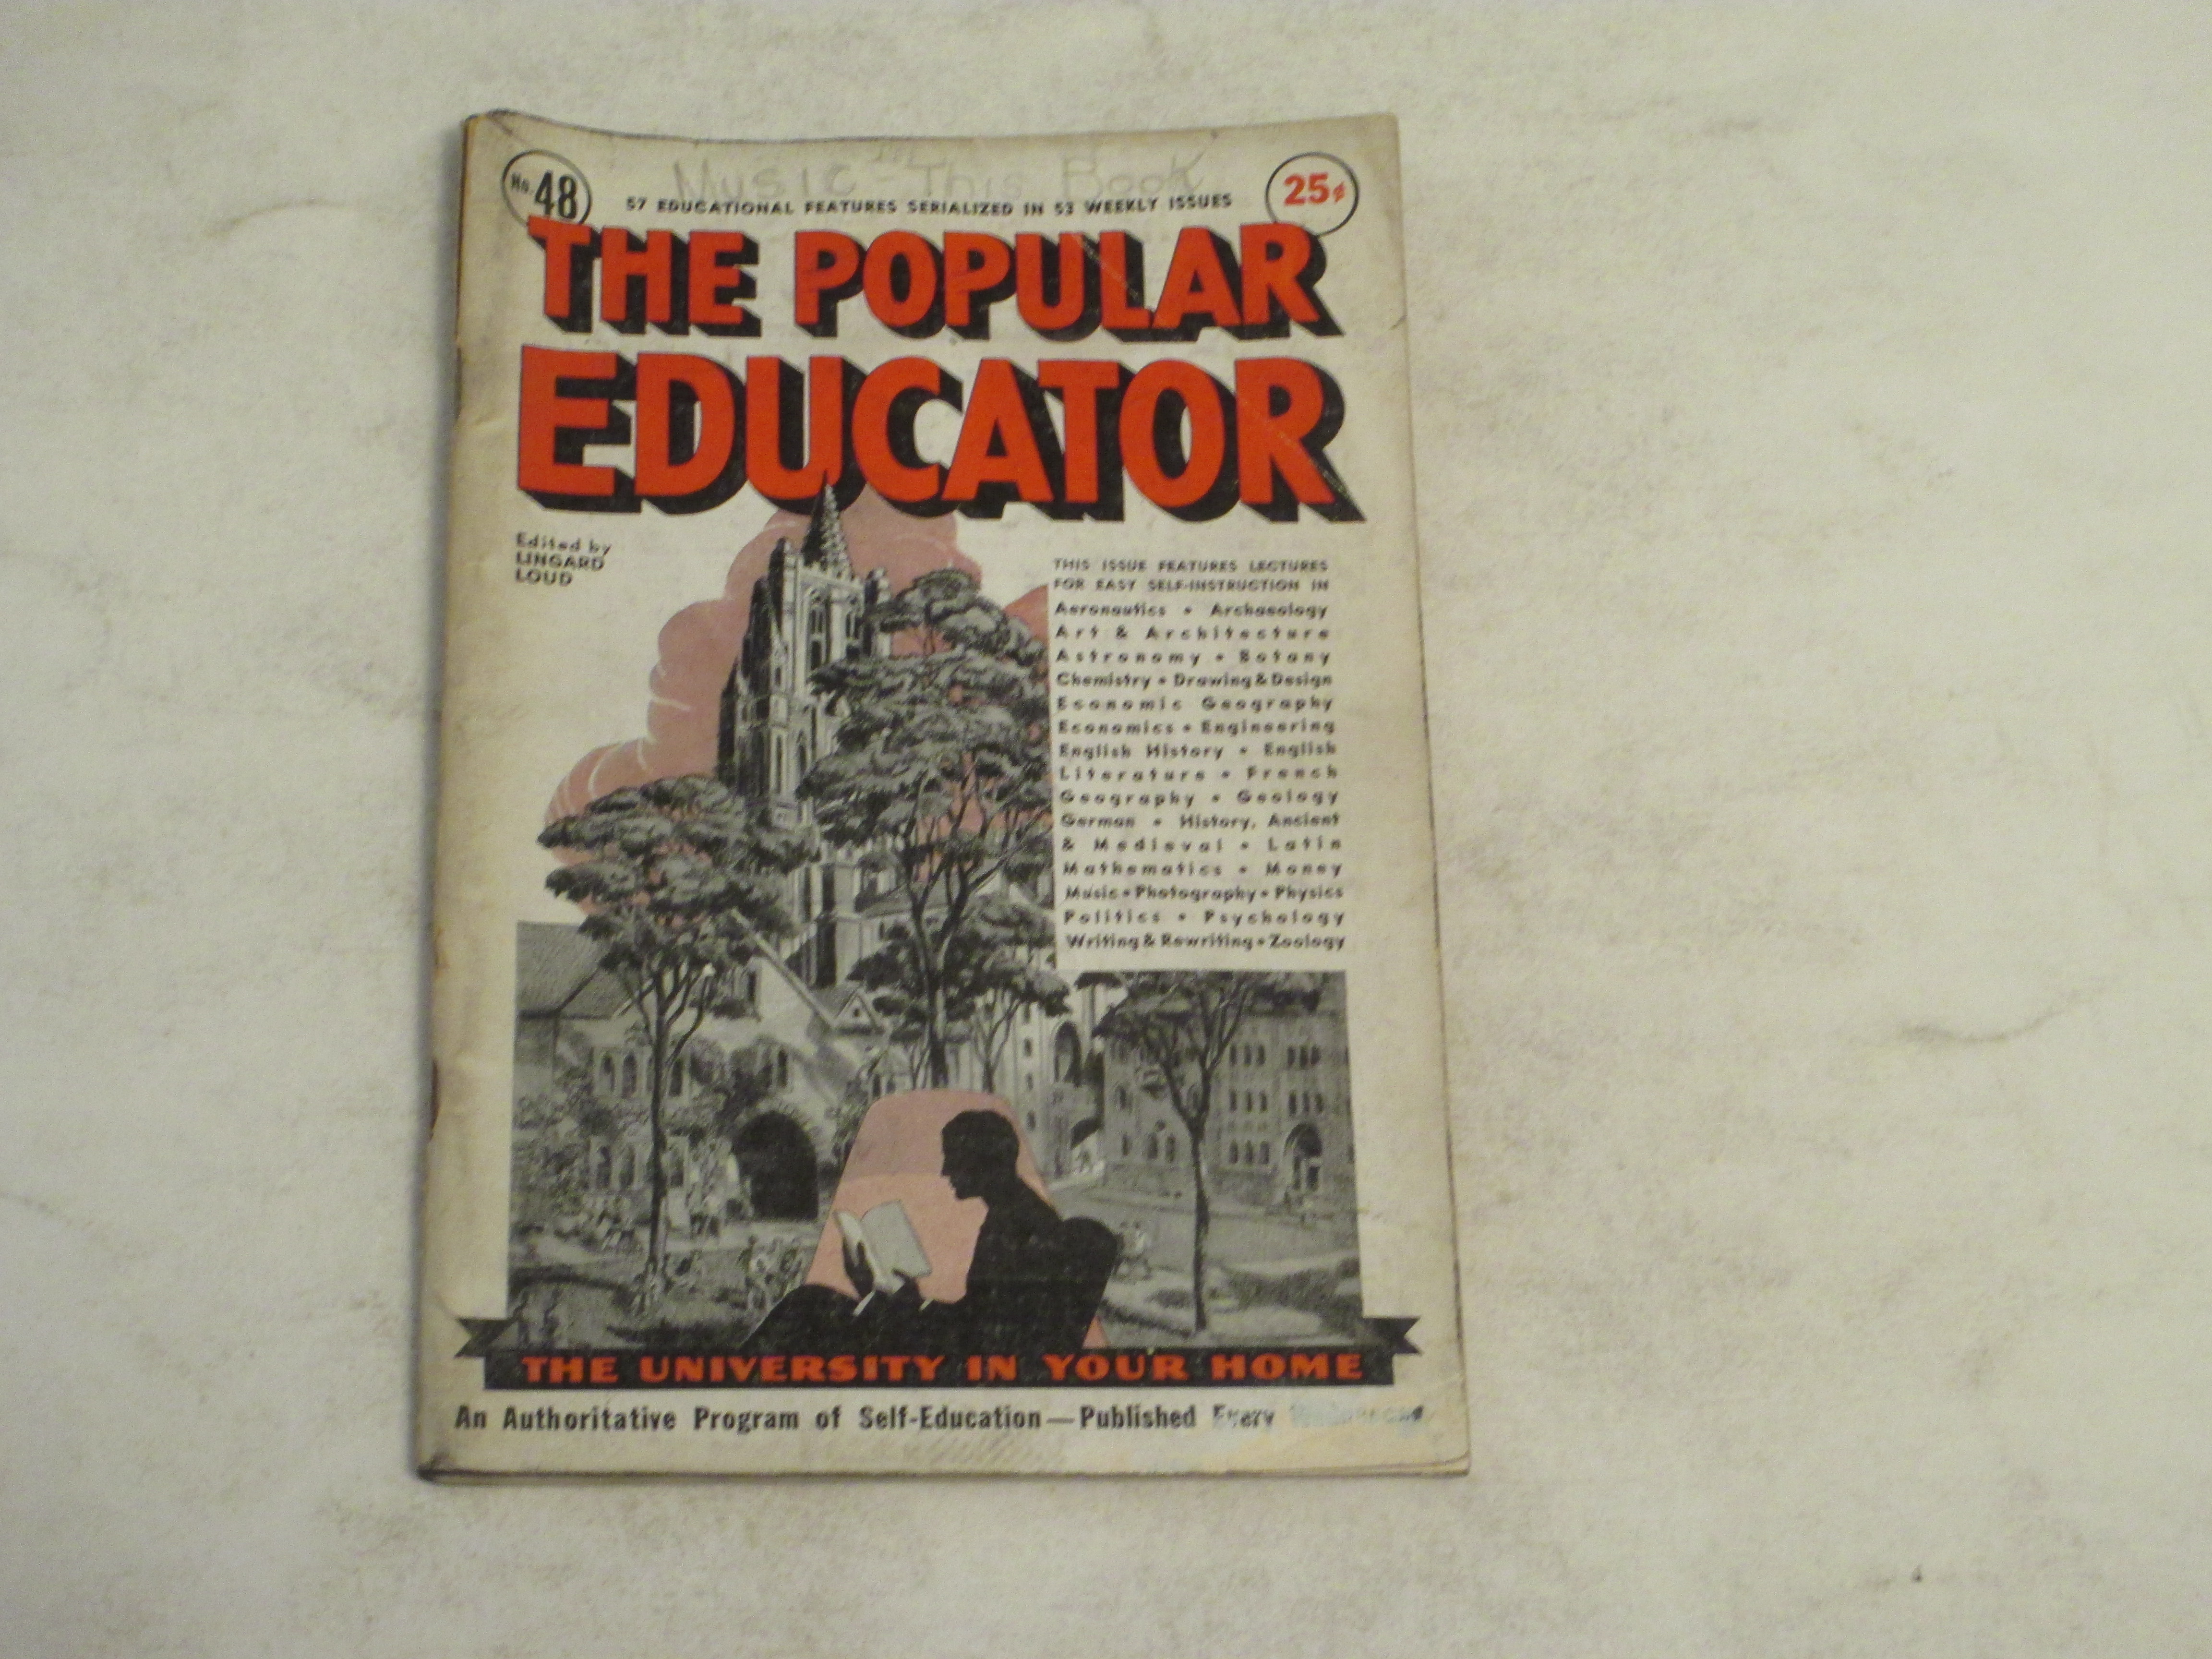 Music In This Book
No. 48
57 EDUCATIONAL FEATURES SERIALIZED IN 53 WEEKLY ISSUES
25¢
THE POPULAR
EDUCATOR
Edited by
LINGARD
LOUD
THIS ISSUE FEATURES LECTURES
FOR EASY SELF-INSTRUCTION IN
Aeronautics • Archaeology
Art & Architecture
Astronomy • Botany
Chemistry • Drawing & Design
Economic Geography
Economics • Engineering
English History • English
Literature • French
Geography • Geology
German • History, Ancient
& Medieval • Latin
Mathematics • Money
Music • Photography • Physics
Politics • Psychology
Writing & Rewriting • Zoology
THE UNIVERSITY IN YOUR HOME
An Authoritative Program of Self-Education—Published Every